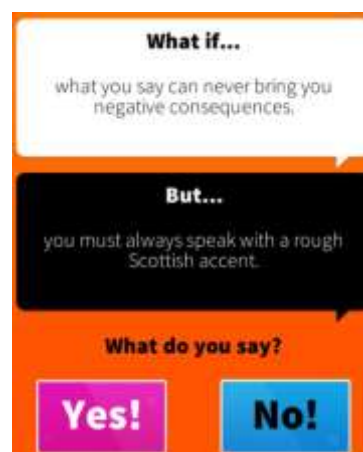 What if...
what you say can never bring you
negative consequences.
But...
you must always speak with a rough
Scottish accent.
What do you say?
Yes!
No!